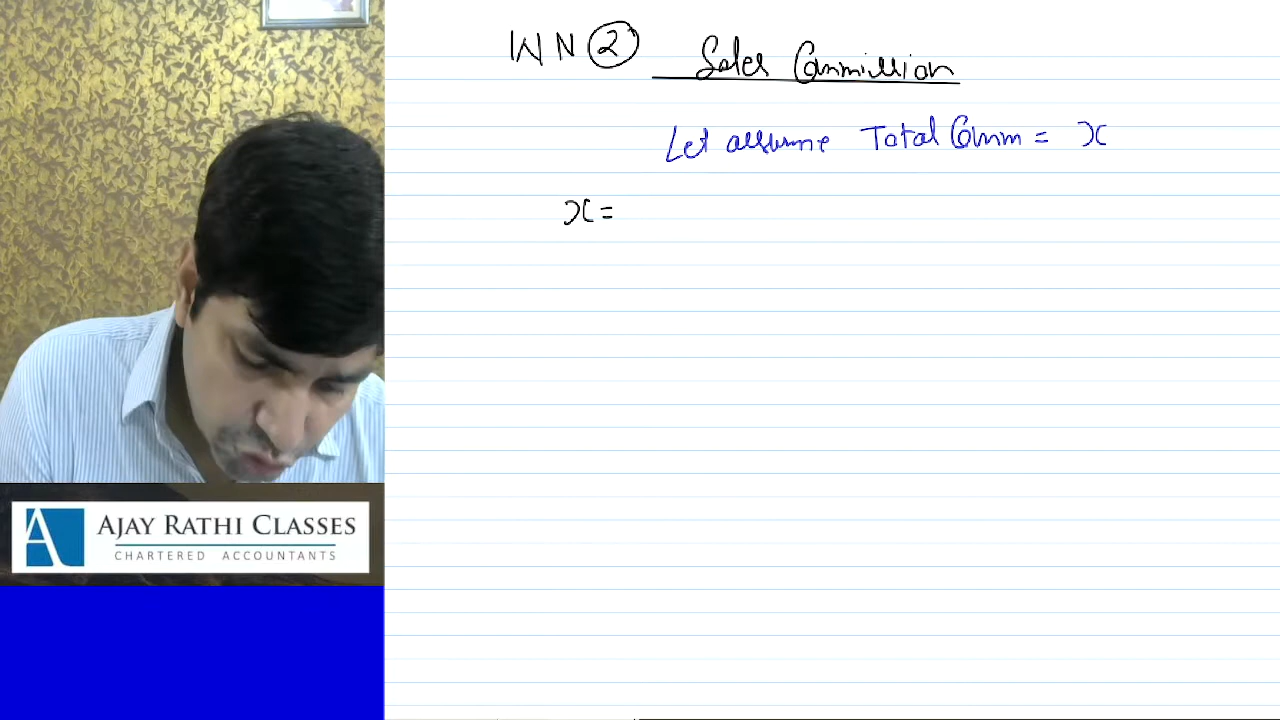 WN 2 Sales Commission
Let assume Total Comm = x
x =
AJAY RATHI CLASSES
CHARTERED ACCOUNTANTS